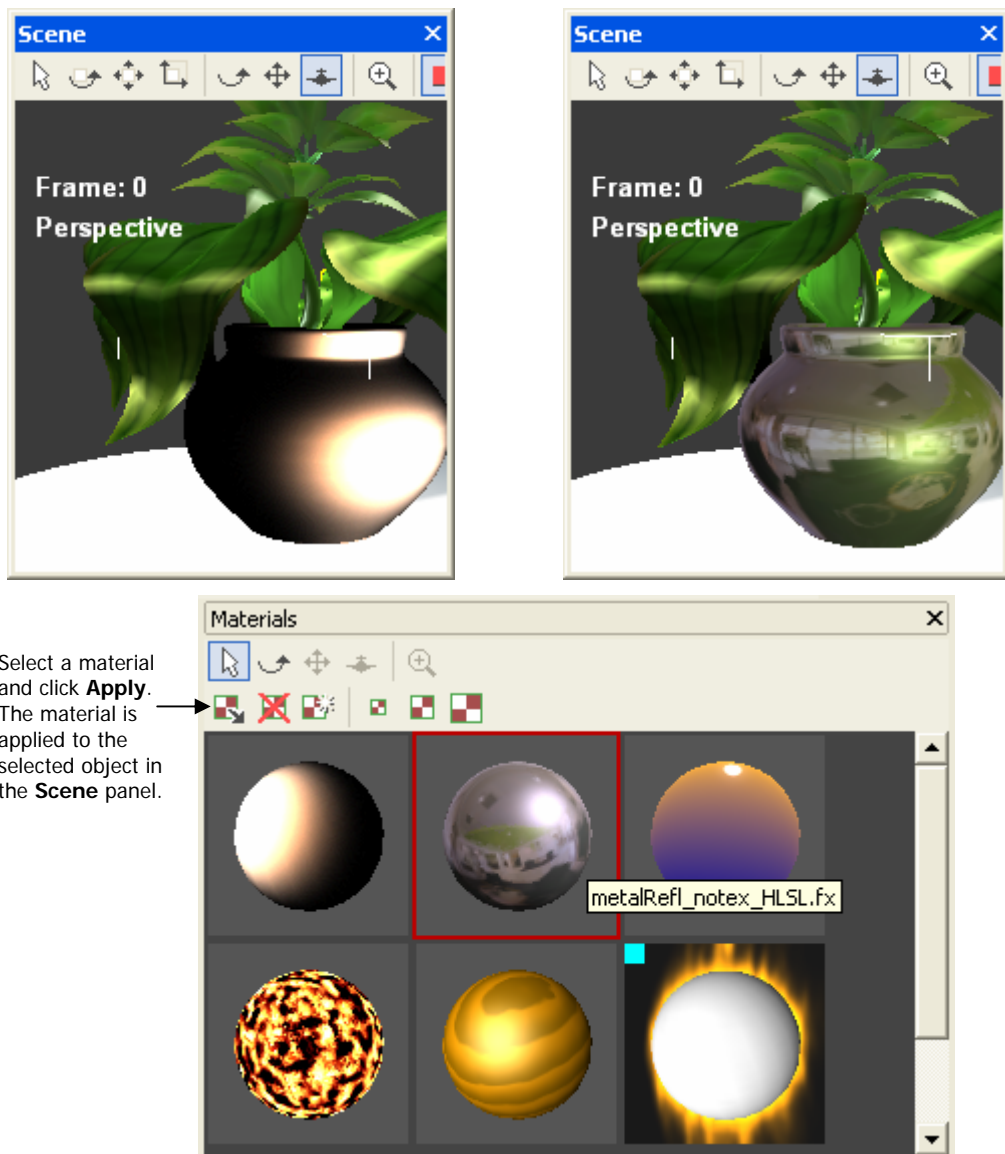 Scene
Scene
Frame: 0
Perspective
Frame: 0
Perspective
Materials
Select a material
and click Apply.
The material is
applied to the
selected object in
the Scene panel.
metalRefl_notex_HLSL.fx